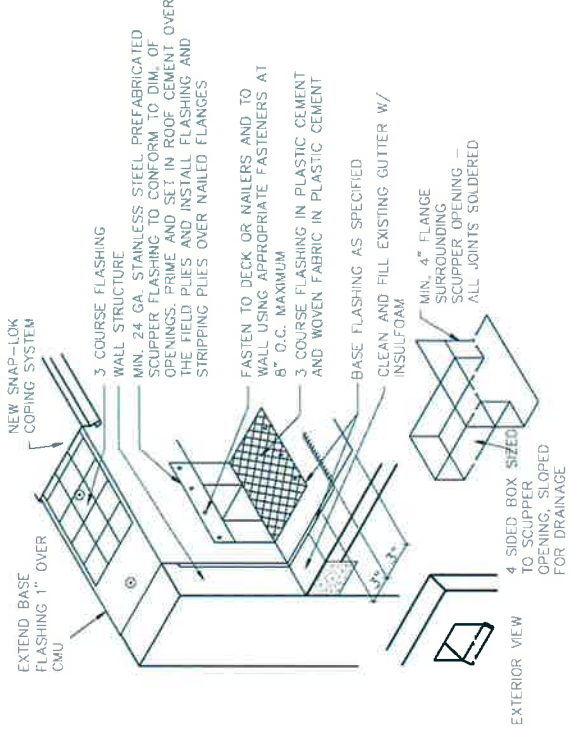 EXTEND BASE
FLASHING 1" OVER
CMU
NEW SNAP-LOK
COPING SYSTEM
3 COURSE FLASHING
WALL STRUCTURE
MIN. 24 GA. STAINLESS STEEL PREFABRICATED
SCUPPER FLASHING TO CONFORM TO DIM. OF
OPENINGS. PRIME AND SET IN ROOF CEMENT OVER
THE FIELD PLIES AND INSTALL FLASHING AND
STRIPPING PLIES OVER NAILED FLANGES
FASTEN TO DECK OR NAILERS AND TO
WALL USING APPROPRIATE FASTENERS AT
8" O.C. MAXIMUM
3 COURSE FLASHING IN PLASTIC CEMENT
AND WOVEN FABRIC IN PLASTIC CEMENT
BASE FLASHING AS SPECIFIED
CLEAN AND FILL EXISTING GUTTER W/
INSULFOAM
3"
3"
MIN. 4" FLANGE
SURROUNDING
SCUPPER OPENING –
ALL JOINTS SOLDERED
EXTERIOR VIEW
4 SIDED BOX SIZED
TO SCUPPER
OPENING, SLOPED
FOR DRAINAGE